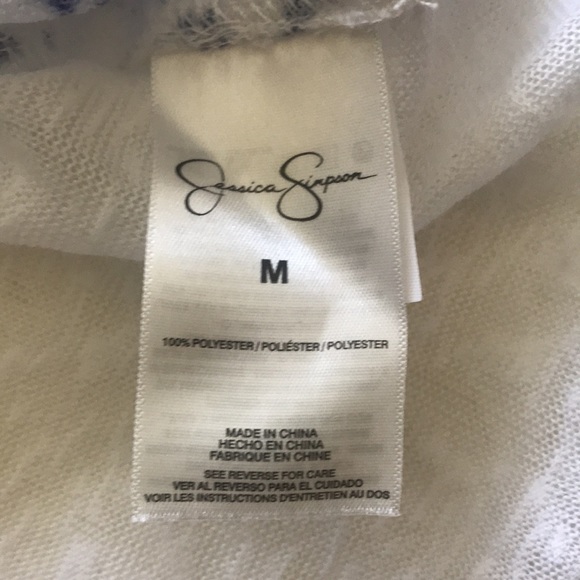 Jessica Simpson
M
100% POLYESTER / POLIÉSTER / POLYESTER
MADE IN CHINA
HECHO EN CHINA
FABRIQUE EN CHINE
SEE REVERSE FOR CARE
VER AL REVERSO PARA EL CUIDADO
VOIR LES INSTRUCTIONS D'ENTRETIEN AU DOS